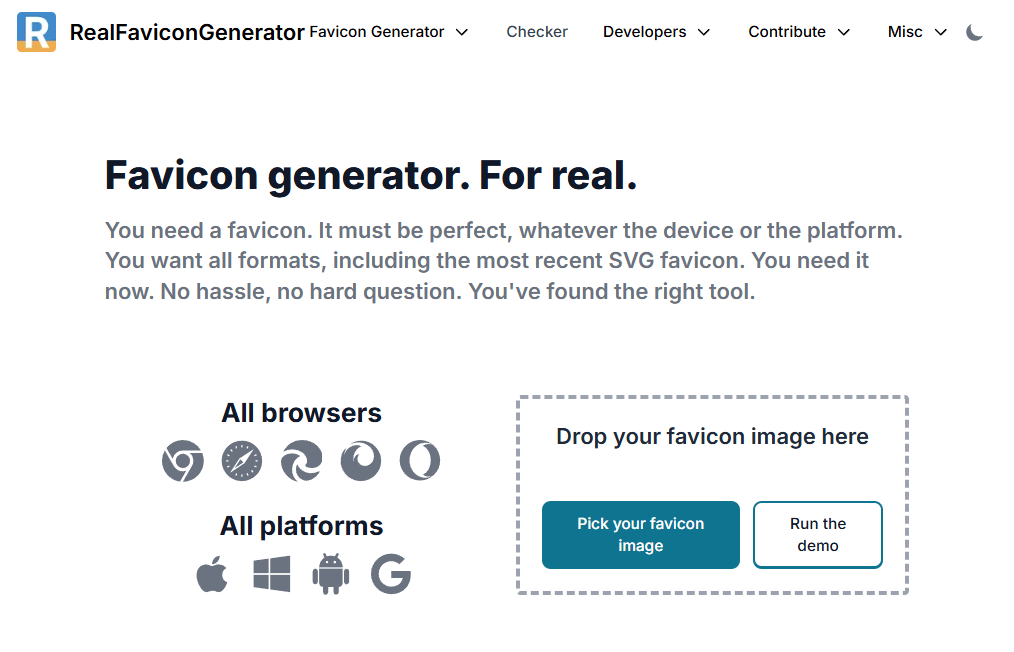 R RealFaviconGenerator Favicon Generator Checker Developers Contribute Misc
Favicon generator. For real.
You need a favicon. It must be perfect, whatever the device or the platform.
You want all formats, including the most recent SVG favicon. You need it
now. No hassle, no hard question. You've found the right tool.
All browsers
All platforms
Drop your favicon image here
Pick your favicon
image
Run the
demo